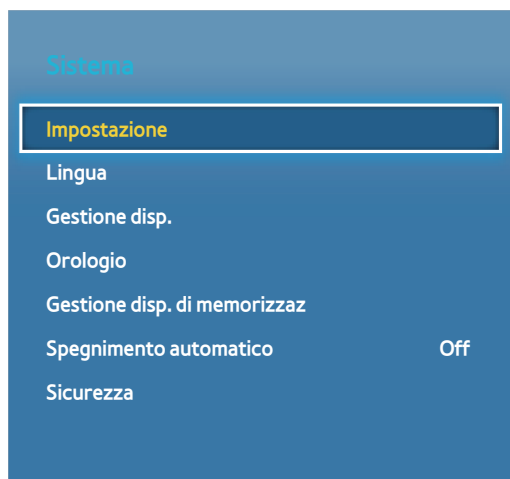 Sistema
Impostazione
Lingua
Gestione disp.
Orologio
Gestione disp. di memorizzaz
Spegnimento automatico Off
Sicurezza